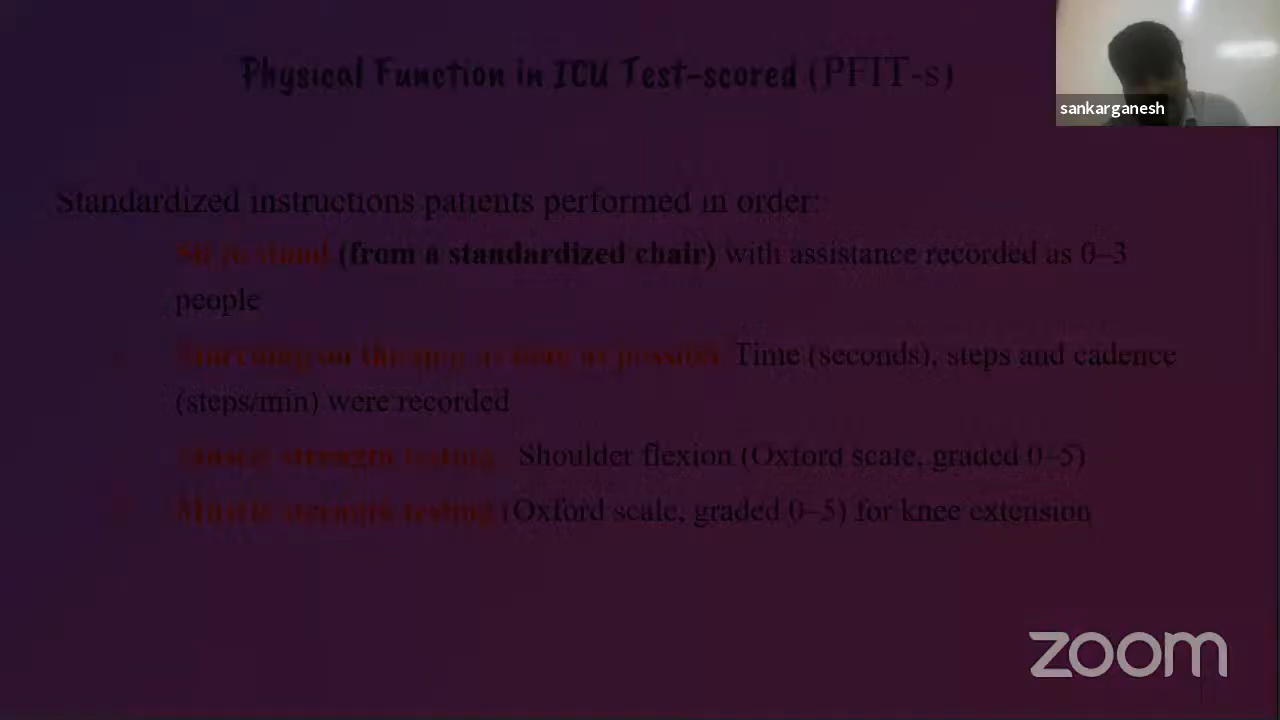 Physical Function in ICU Test-scored (PFIT-s)
sankarganesh
Standardized instructions patients performed in order:
Sit to stand (from a standardized chair) with assistance recorded as 0–3
people
Marching on the spot as long as possible Time (seconds), steps and cadence
(steps/min) were recorded
Muscle strength testing Shoulder flexion (Oxford scale, graded 0–5)
Muscle strength testing (Oxford scale, graded 0–5) for knee extension
zoom